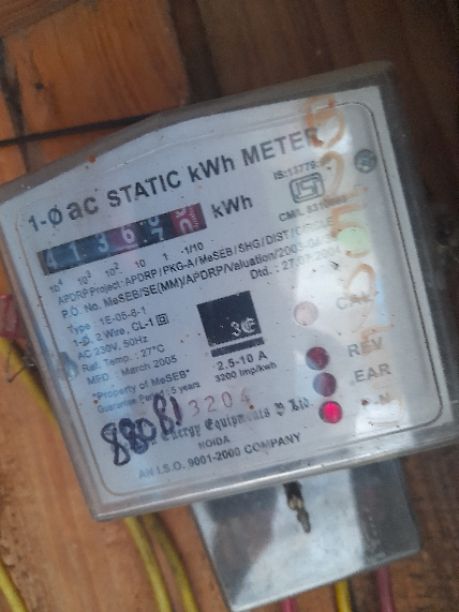 1-Ø ac STATIC kWh METER
IS:13779
4 1 3 6 kWh
10⁴ 10³ 10² 10 1 -1/10
CM/L
APDRP Project: APDRP/PKG-A/MeSEB/SHG/DIST/CIRCLE
P.O. No. MeSEB/SE(MM)/APDRP/Valuation/2003-04/
Dtd. : 27.
Type : 1E-05-6-1
1-Ø, 2 Wire, CL-1
AC 230V, 50Hz
Ref. Temp. : 27°C
MFD : March 2005
"Property of MeSEB"
Guarantee Period : 5 years
2.5-10 A
3200 Imp/kwh
CAL
REV
EAR
88081
3204
Energy Equipments P Ltd.
NOIDA
AN I.S.O. 9001-2000 COMPANY